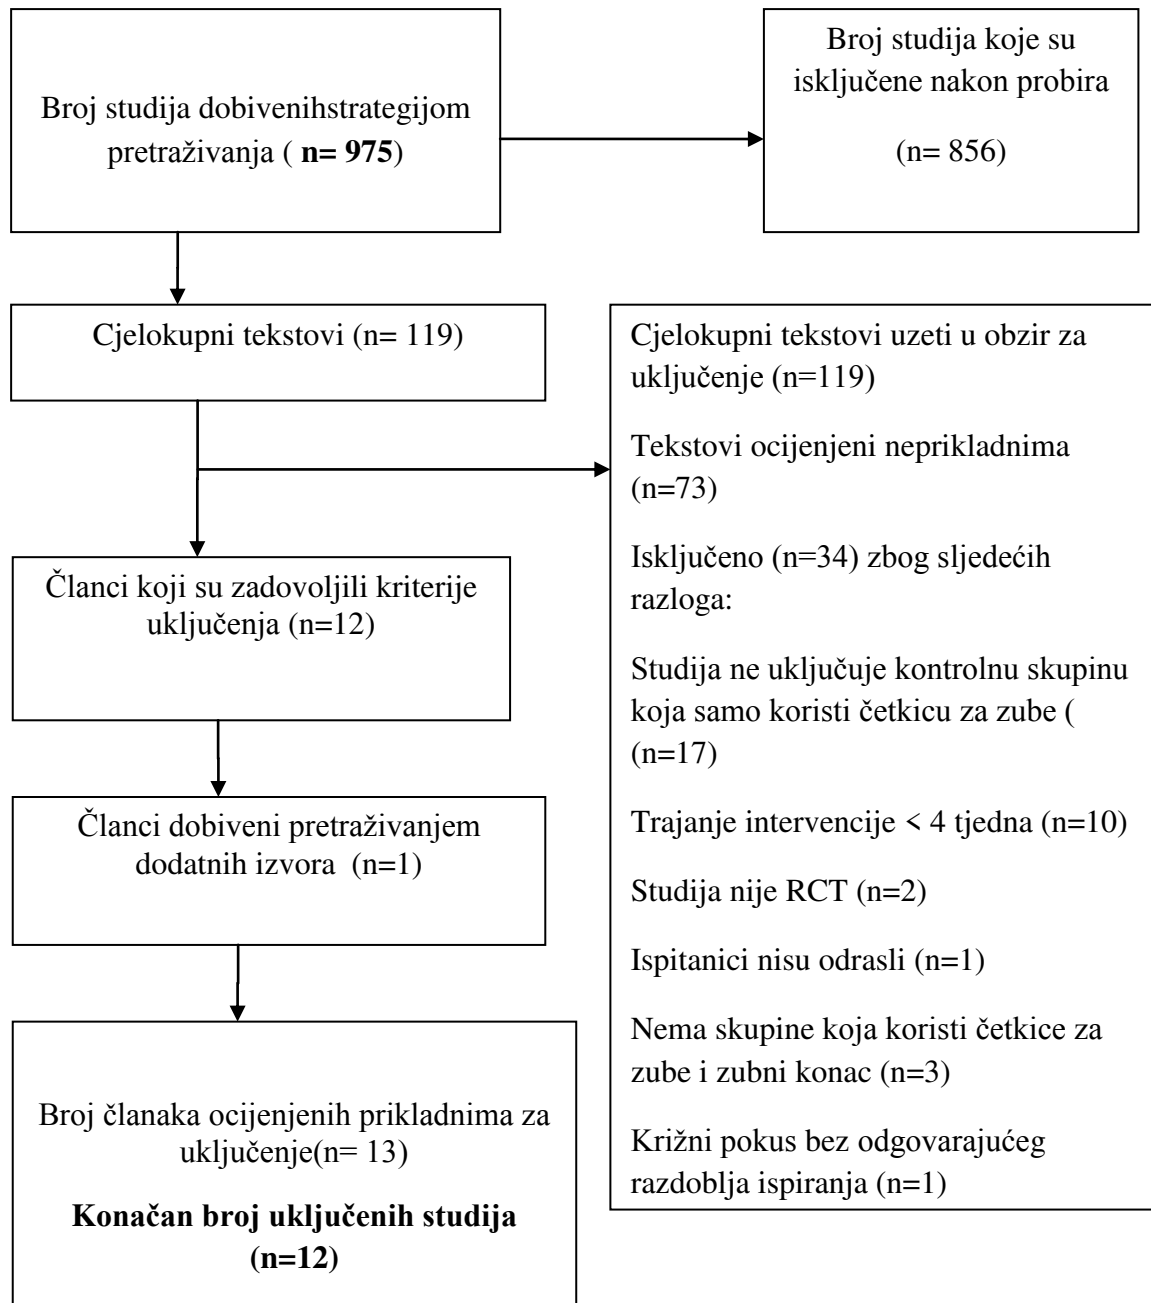 Broj studija dobivenihstrategijom
pretraživanja ( n= 975)
Broj studija koje su
isključene nakon probira
(n= 856)
Cjelokupni tekstovi (n= 119)
Cjelokupni tekstovi uzeti u obzir za
uključenje (n=119)
Tekstovi ocijenjeni neprikladnima
(n=73)
Isključeno (n=34) zbog sljedećih
razloga:
Studija ne uključuje kontrolnu skupinu
koja samo koristi četkicu za zube (
(n=17)
Trajanje intervencije < 4 tjedna (n=10)
Studija nije RCT (n=2)
Ispitanici nisu odrasli (n=1)
Nema skupine koja koristi četkice za
zube i zubni konac (n=3)
Križni pokus bez odgovarajućeg
razdoblja ispiranja (n=1)
Članci koji su zadovoljili kriterije
uključenja (n=12)
Članci dobiveni pretraživanjem
dodatnih izvora (n=1)
Broj članaka ocijenjenih prikladnima za
uključenje(n= 13)
Konačan broj uključenih studija
(n=12)